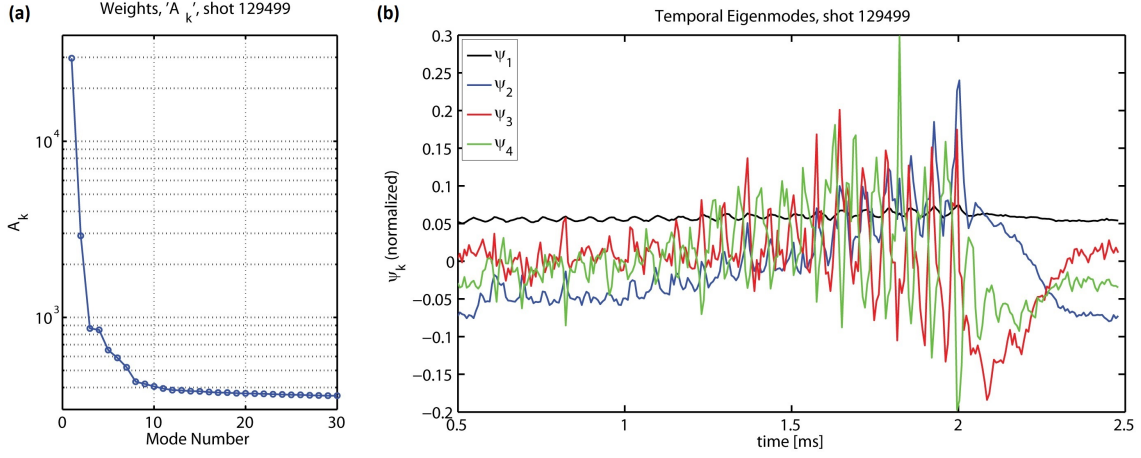 (a)
Weights, 'A k', shot 129499
A k
10^4
10^3
0 10 20 30
Mode Number
(b)
Temporal Eigenmodes, shot 129499
ψ1
ψ2
ψ3
ψ4
ψk (normalized)
0.3
0.25
0.2
0.15
0.1
0.05
0
−0.05
−0.1
−0.15
−0.2
0.5 1 1.5 2 2.5
time [ms]